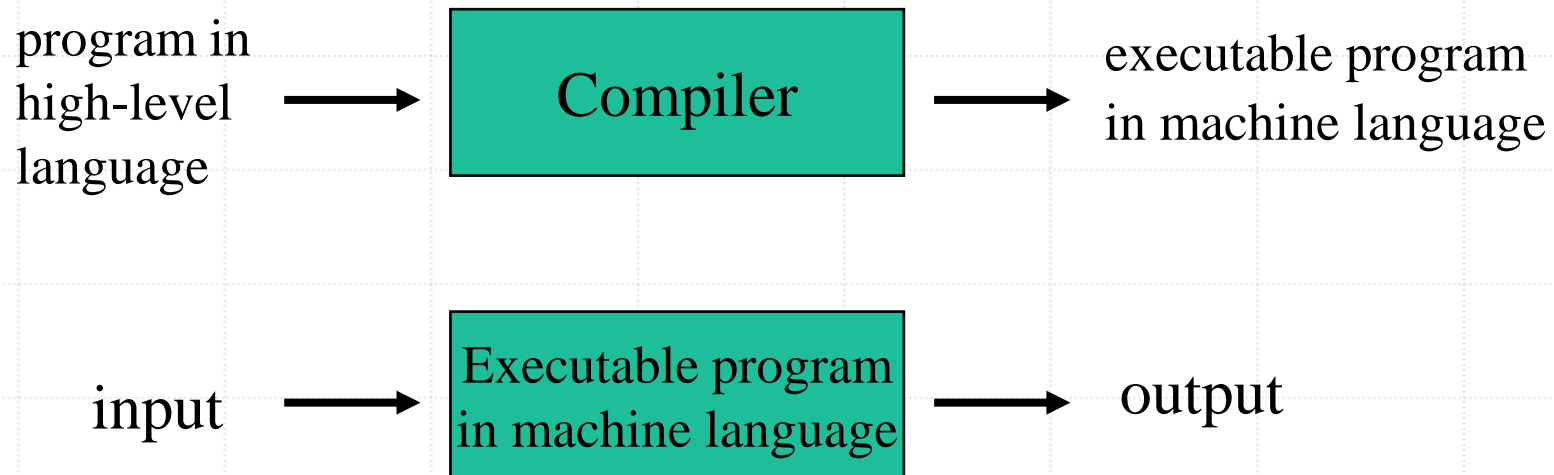 program in
high-level
language
Compiler
executable program
in machine language
input
Executable program
in machine language
output